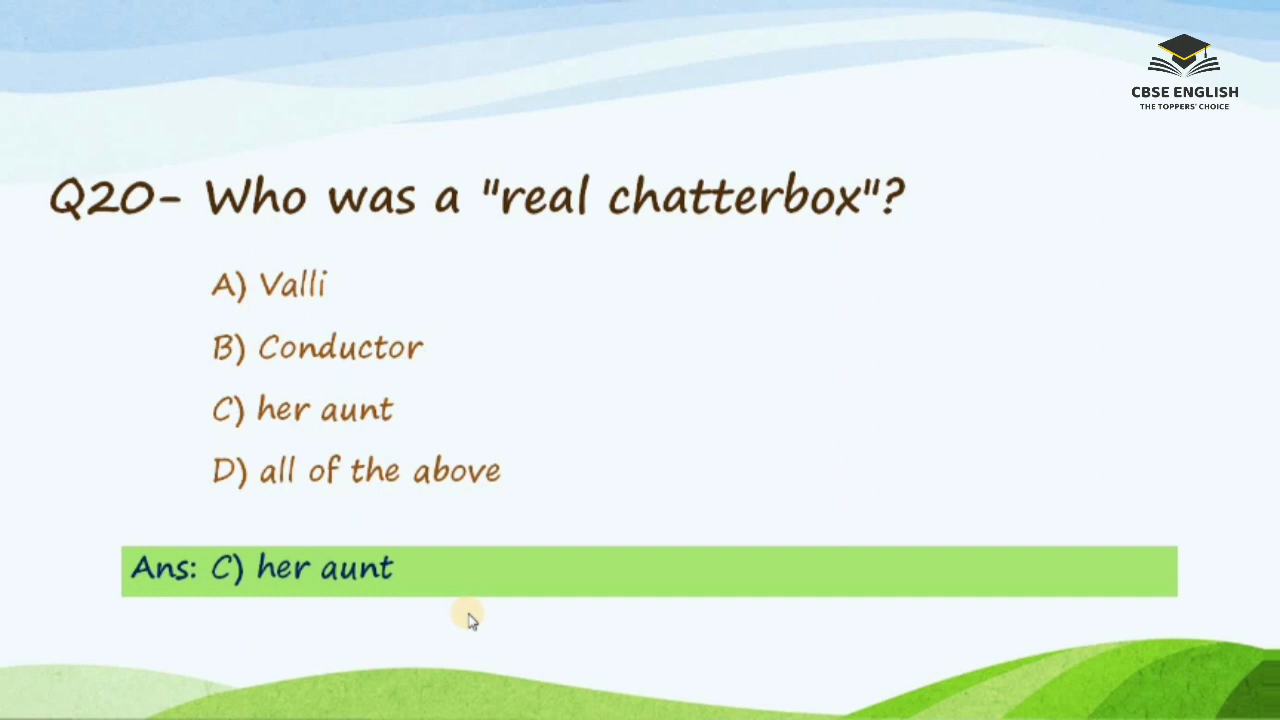 CBSE ENGLISH
THE TOPPERS' CHOICE
Q20- Who was a "real chatterbox"?
A) Valli
B) Conductor
C) her aunt
D) all of the above
Ans: C) her aunt